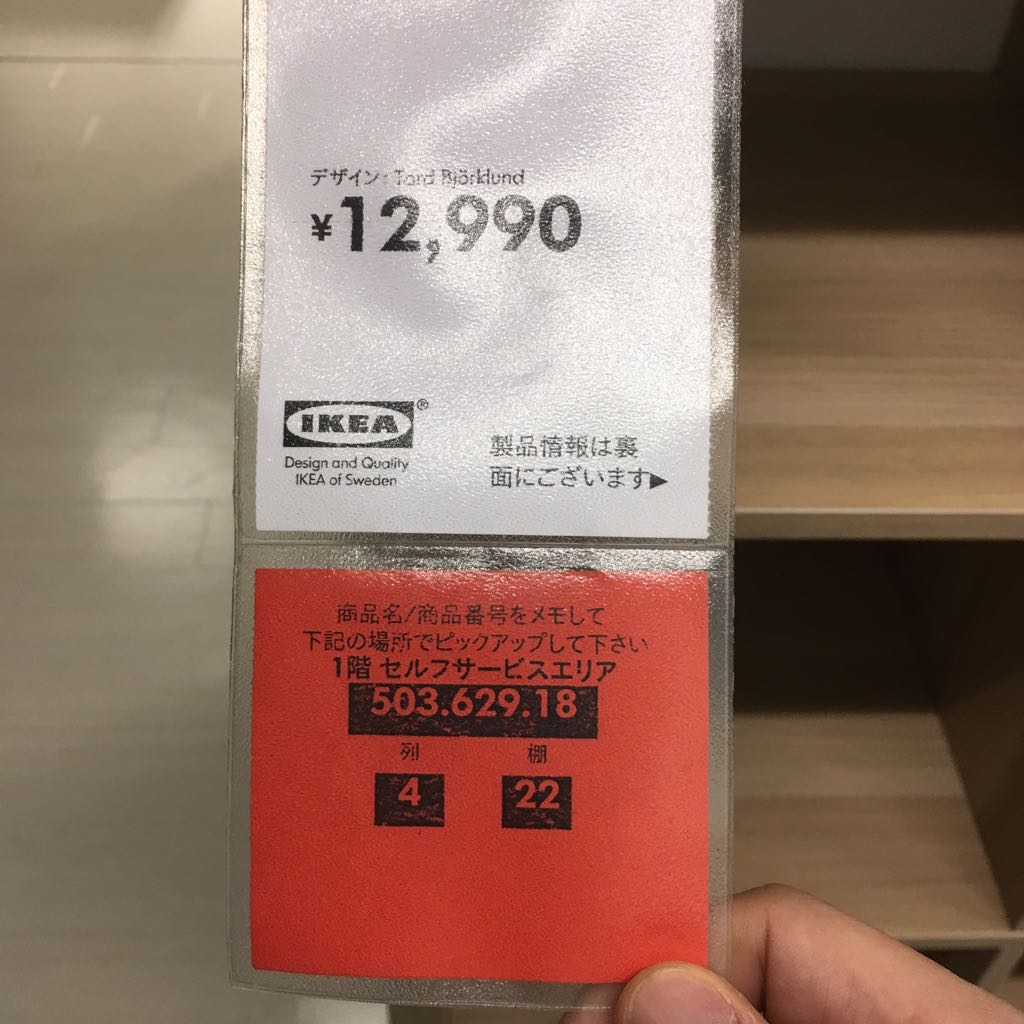 デザイン: Tord Björklund
¥12,990
IKEA®
Design and Quality
IKEA of Sweden
製品情報は裏
面にございます▶
商品名/商品番号をメモして
下記の場所でピックアップして下さい
1階 セルフサービスエリア
503.629.18
列 棚
4 22